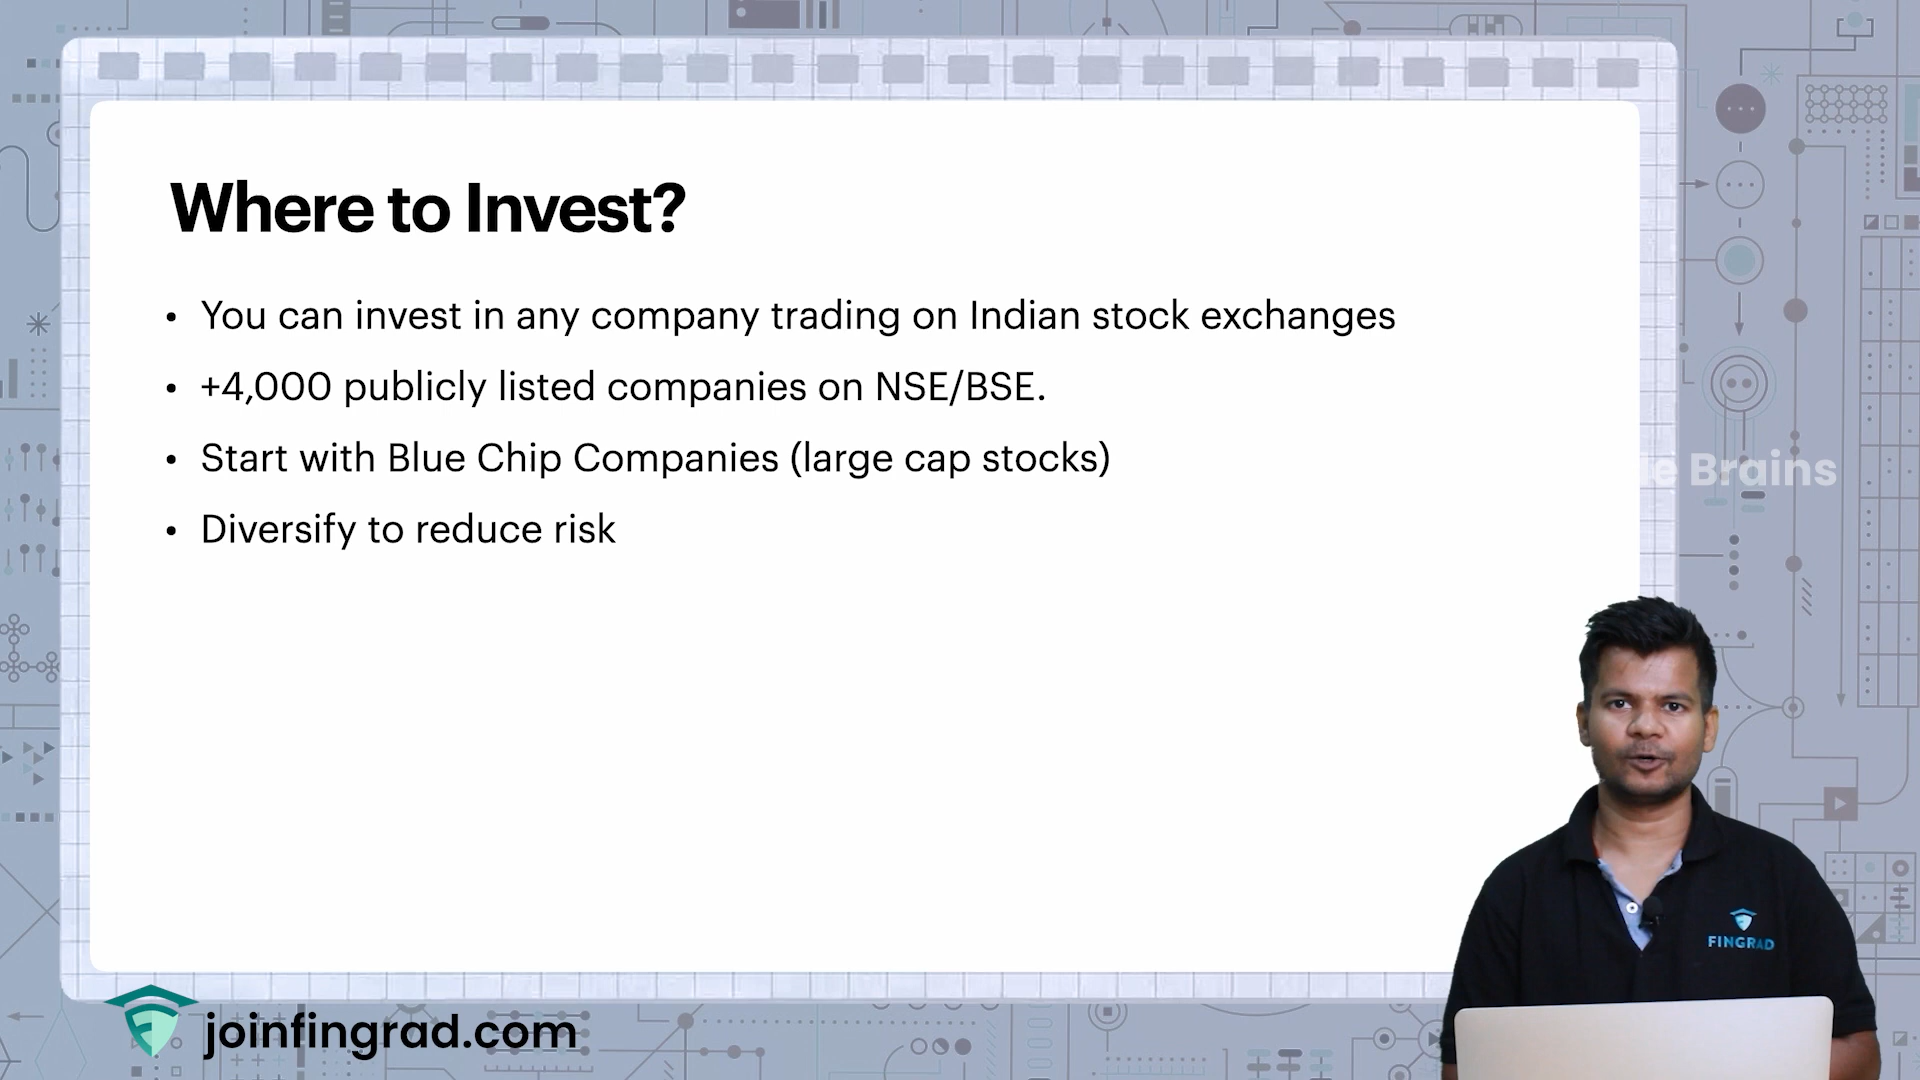 Where to Invest?
• You can invest in any company trading on Indian stock exchanges
• +4,000 publicly listed companies on NSE/BSE.
• Start with Blue Chip Companies (large cap stocks)
• Diversify to reduce risk
Brains
FINGRAD
joinfingrad.com